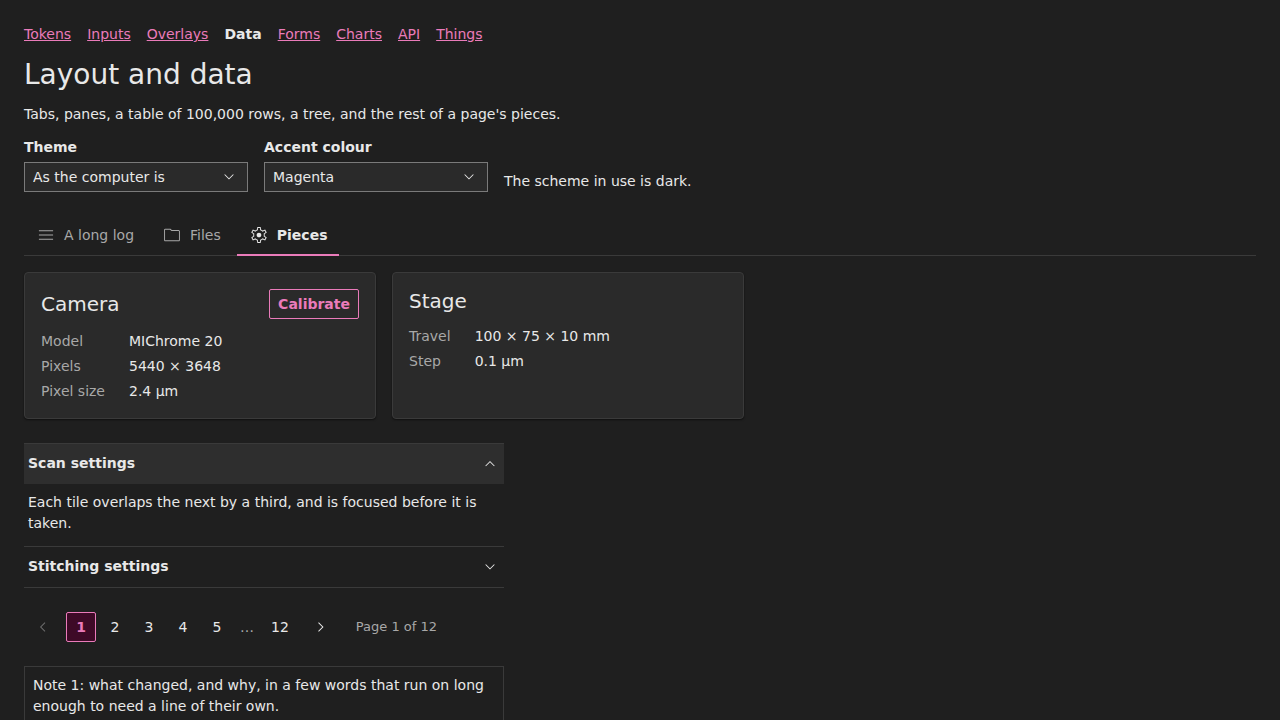 Tokens Inputs Overlays Data Forms Charts API Things
Layout and data
Tabs, panes, a table of 100,000 rows, a tree, and the rest of a page's pieces.
Theme Accent colour
As the computer is Magenta The scheme in use is dark.
A long log Files Pieces
Camera Calibrate
Model MIChrome 20
Pixels 5440 × 3648
Pixel size 2.4 µm
Stage
Travel 100 × 75 × 10 mm
Step 0.1 µm
Scan settings
Each tile overlaps the next by a third, and is focused before it is
taken.
Stitching settings
1 2 3 4 5 … 12 Page 1 of 12
Note 1: what changed, and why, in a few words that run on long
enough to need a line of their own.